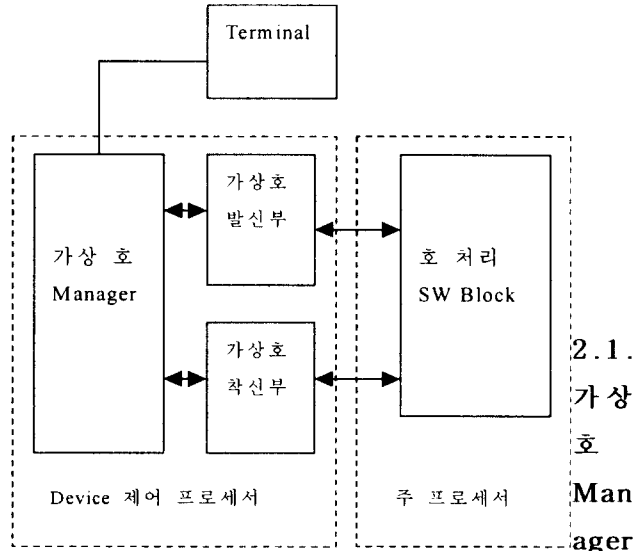 Terminal
가상 호
Manager
가상호
발신부
가상호
착신부
호 처리
SW Block
Device 제어 프로세서
주 프로세서
2.1.
가상
호
Man
ager